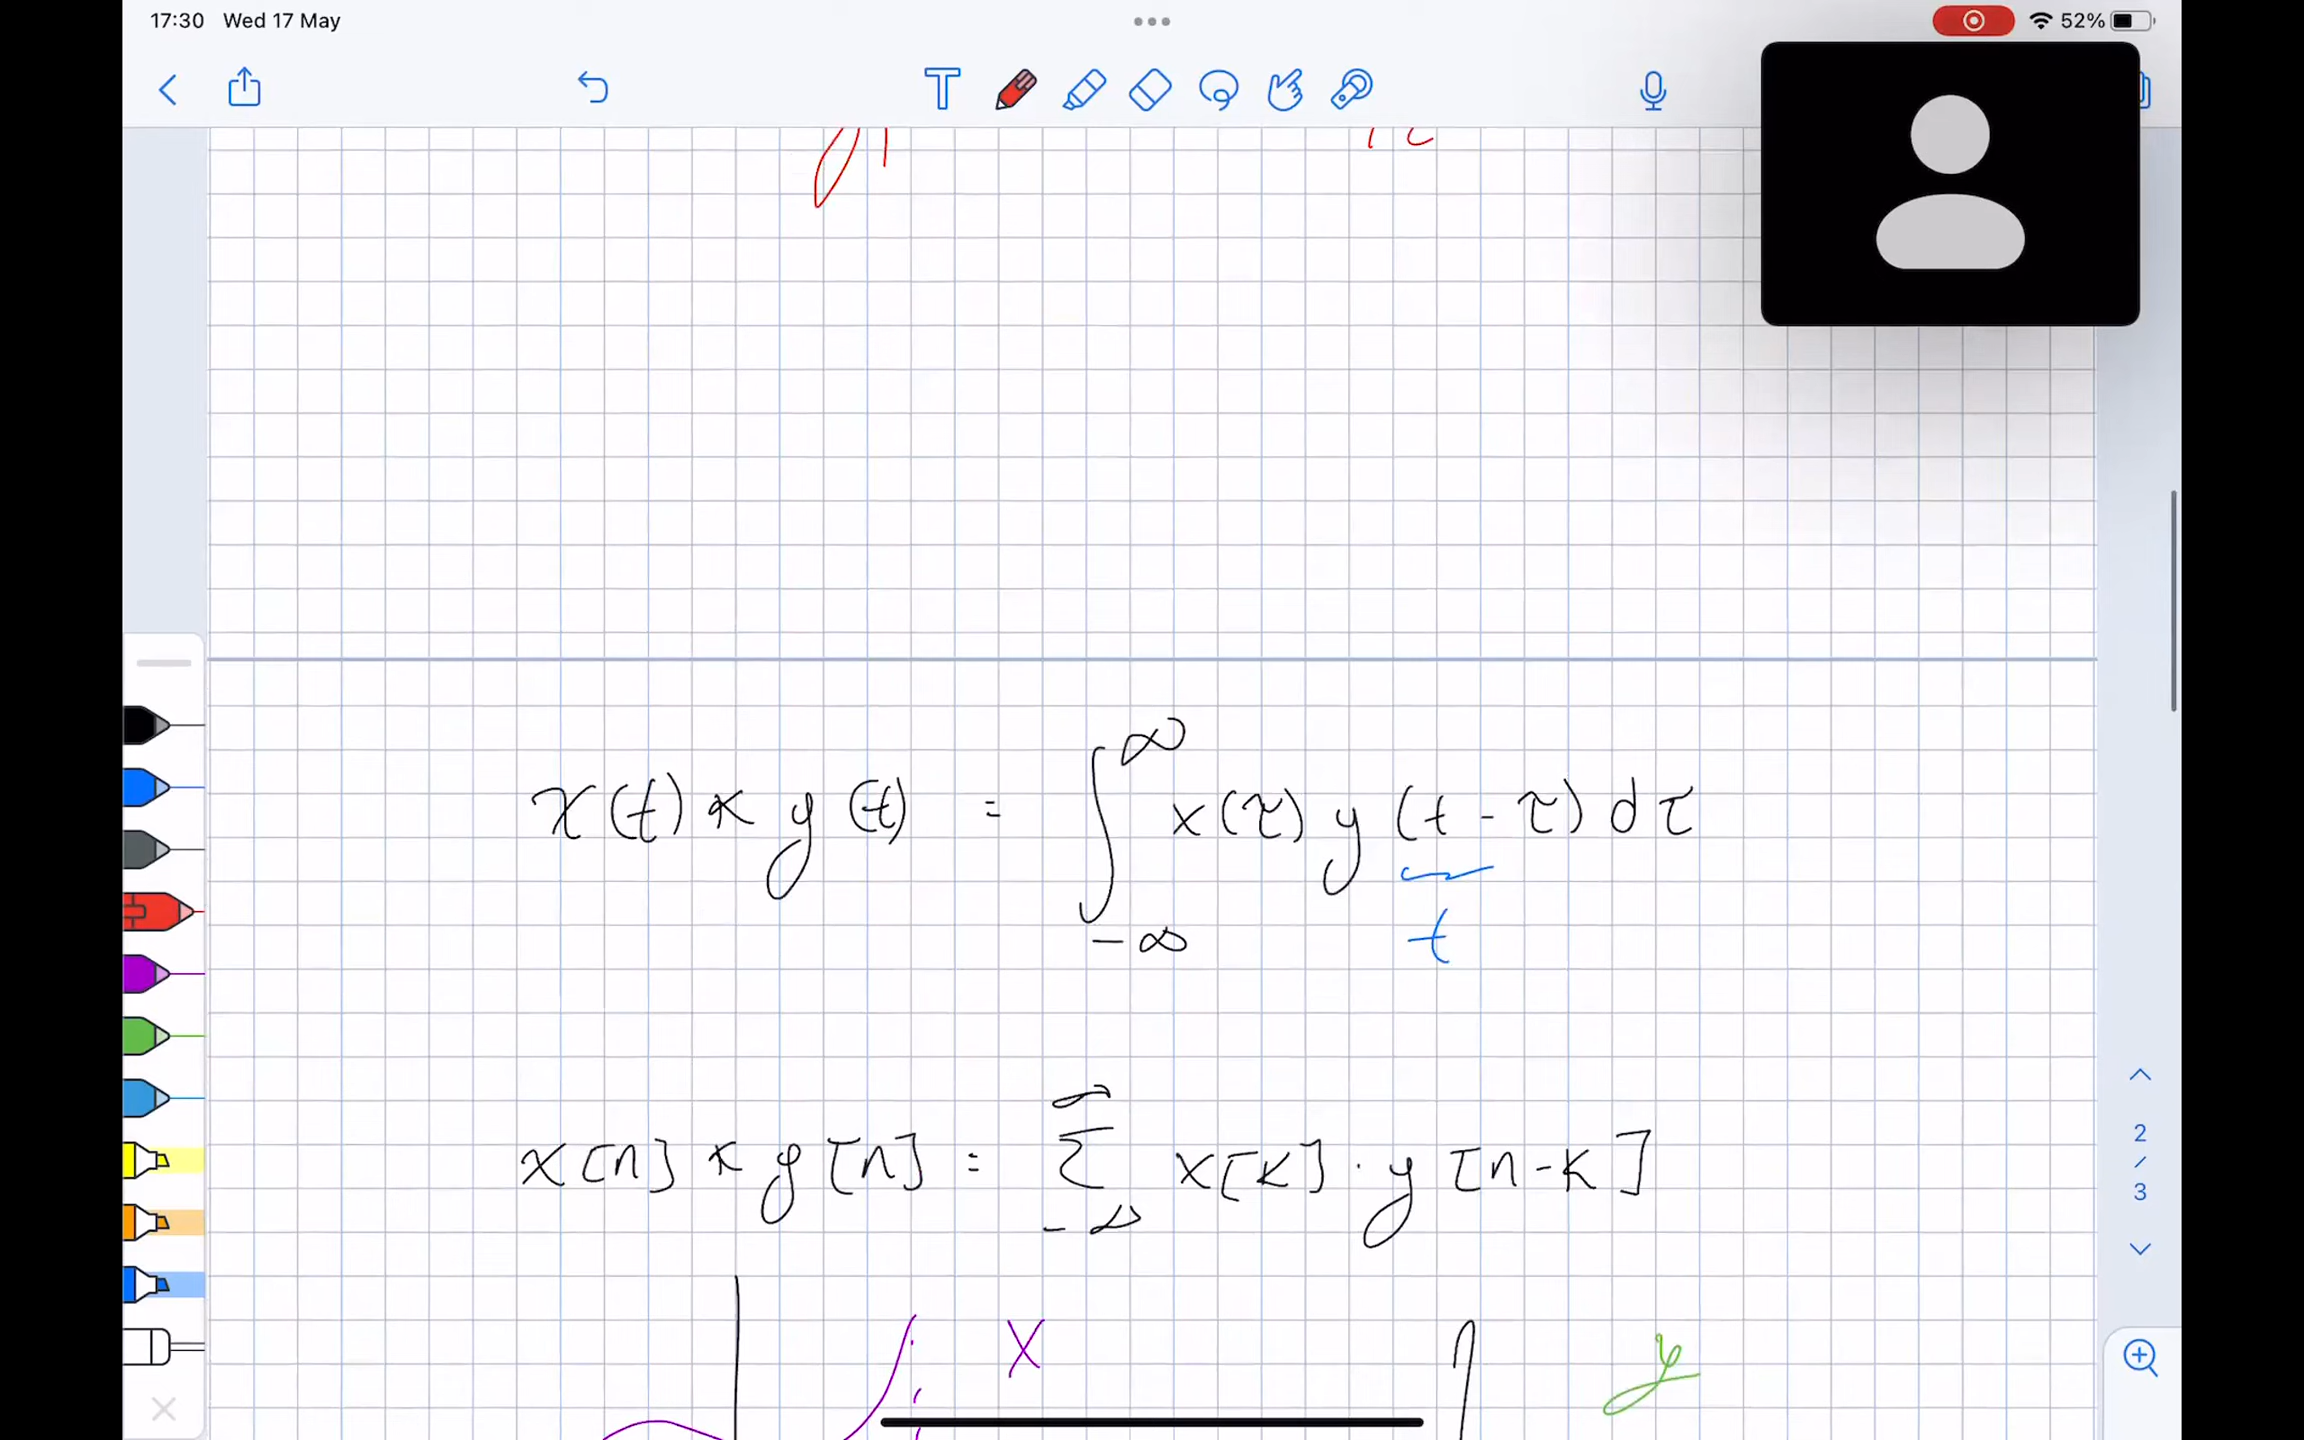 17:30 Wed 17 May
52%
T
x(t) * y(t) = ∫_{-∞}^{∞} x(τ) y(t - τ) dτ
t
x[n] * y[n] = Σ_{-∞}^{∞} x[k] · y[n-k]
x
y
2
/
3